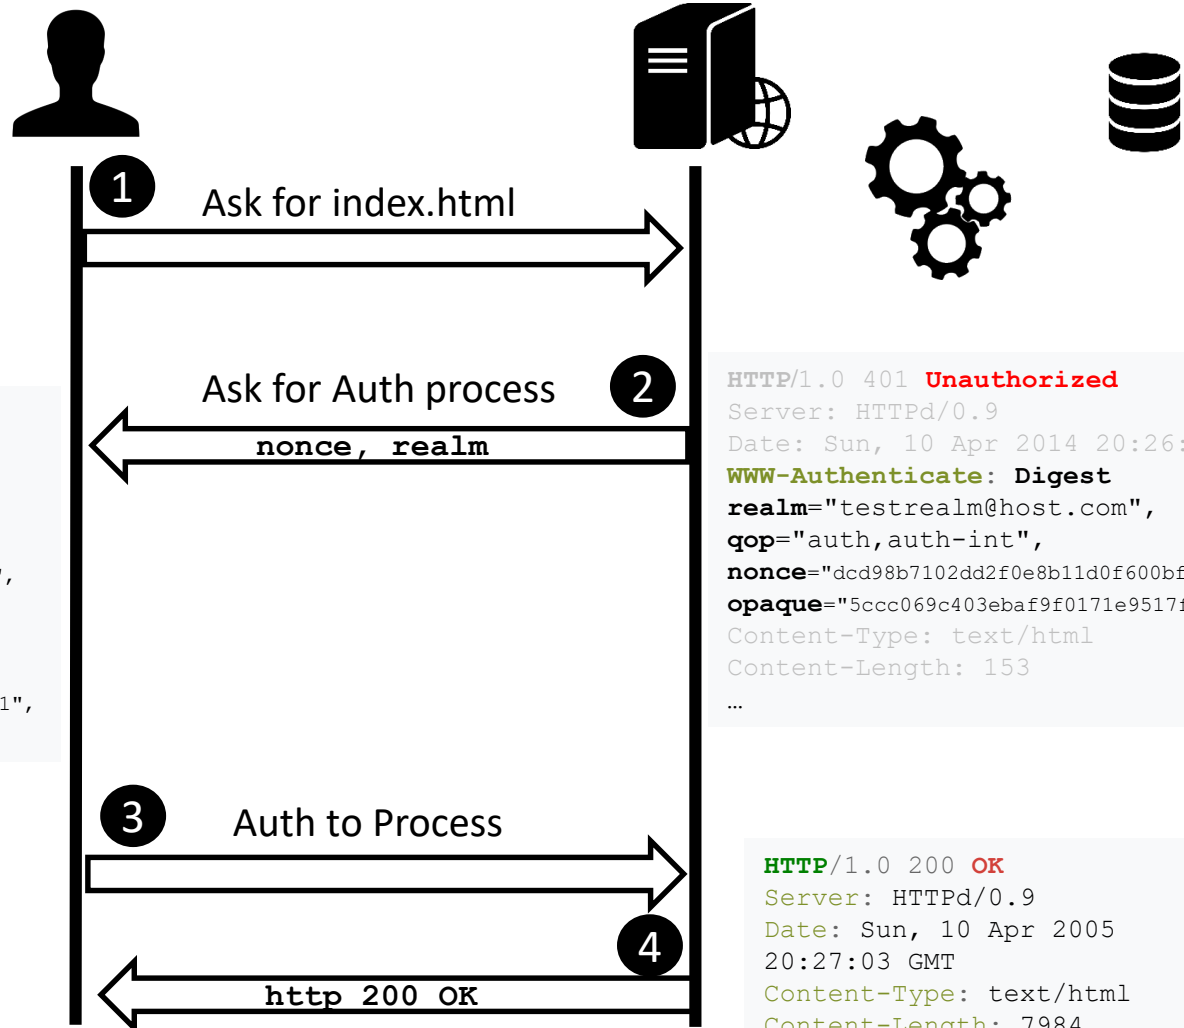 1
Ask for index.html
Ask for Auth process
2
nonce, realm
HTTP/1.0 401 Unauthorized
Server: HTTPd/0.9
Date: Sun, 10 Apr 2014 20:26:
WWW-Authenticate: Digest
realm="testrealm@host.com",
qop="auth,auth-int",
nonce="dcd98b7102dd2f0e8b11d0f600bf
opaque="5ccc069c403ebaf9f0171e9517f
Content-Type: text/html
Content-Length: 153
…
",
1",
3
Auth to Process
4
http 200 OK
HTTP/1.0 200 OK
Server: HTTPd/0.9
Date: Sun, 10 Apr 2005
20:27:03 GMT
Content-Type: text/html
Content-Length: 7984